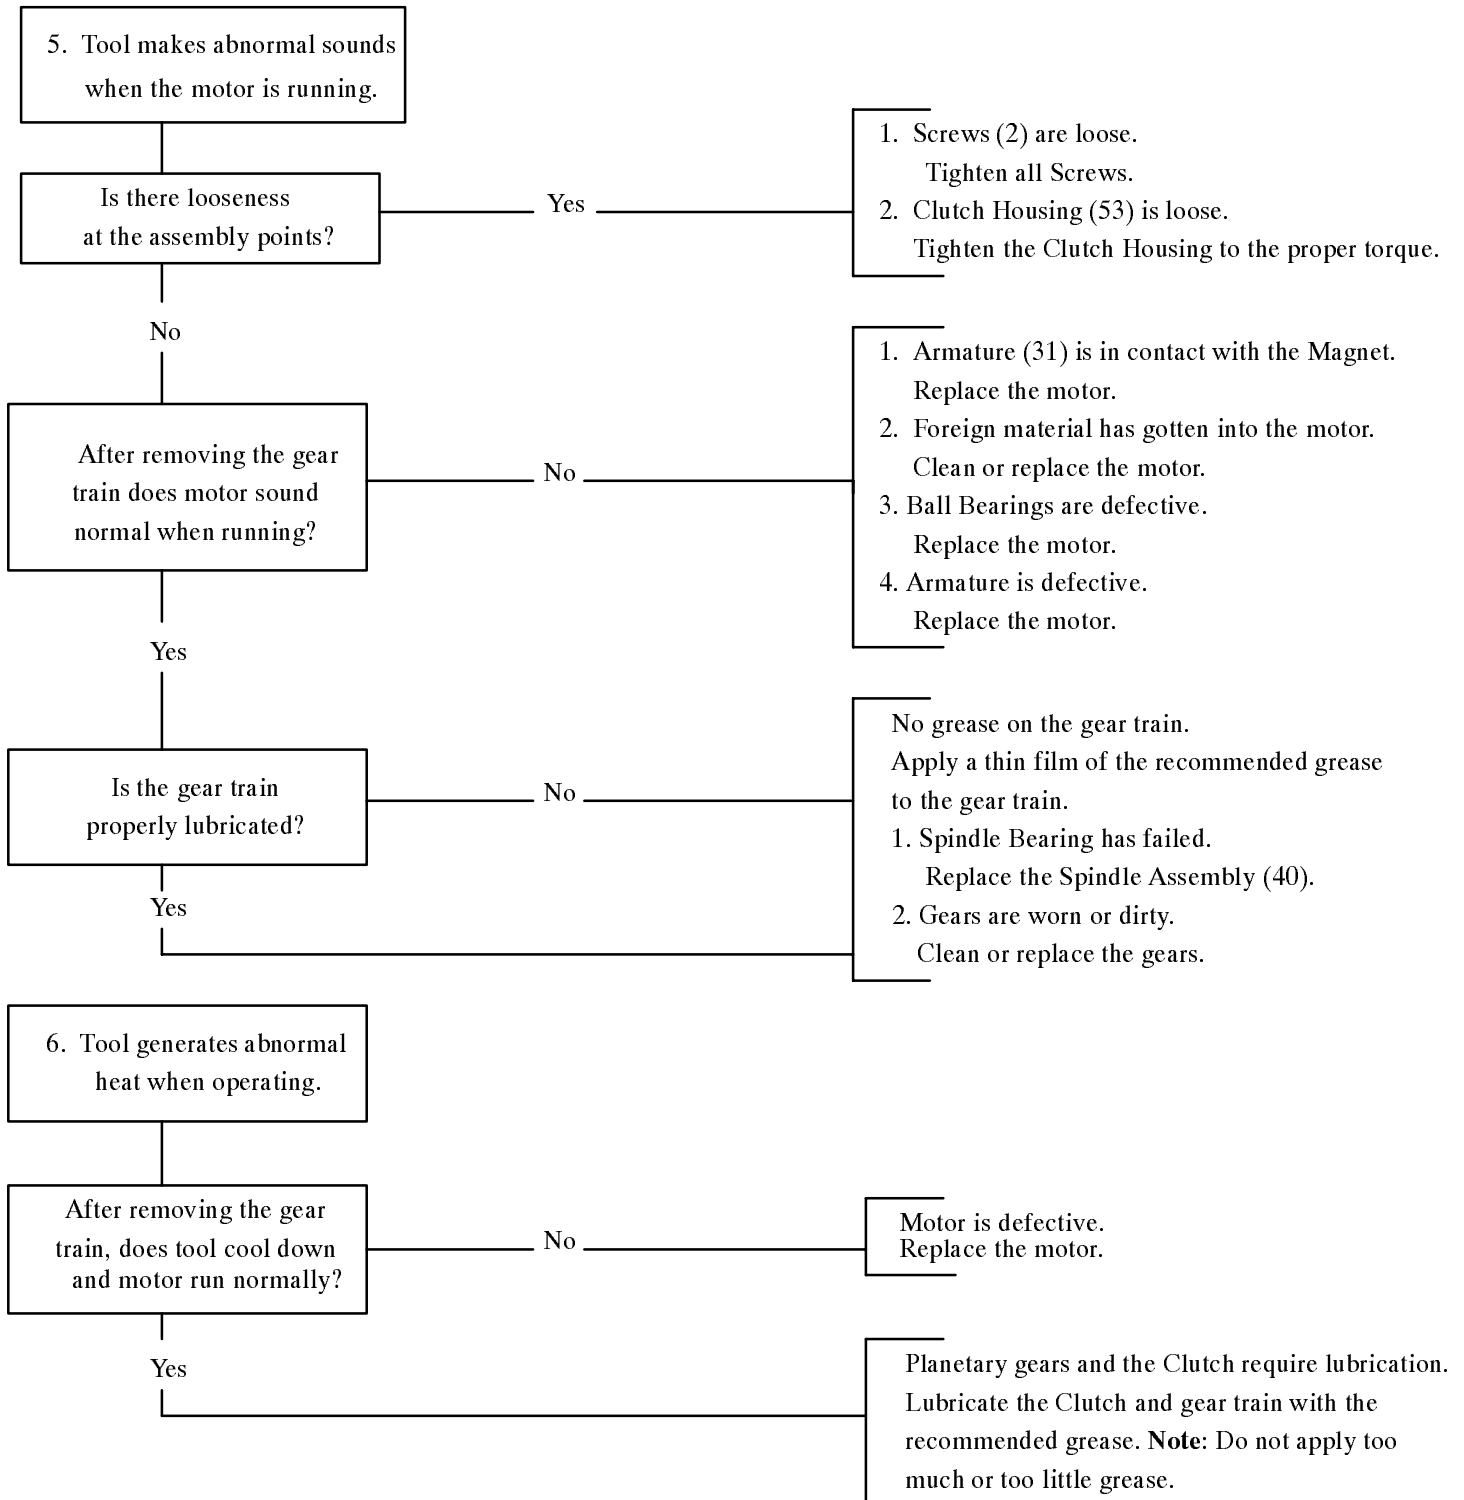 5. Tool makes abnormal sounds
when the motor is running.
Is there looseness
at the assembly points?
Yes
1. Screws (2) are loose.
Tighten all Screws.
2. Clutch Housing (53) is loose.
Tighten the Clutch Housing to the proper torque.
No
After removing the gear
train does motor sound
normal when running?
No
1. Armature (31) is in contact with the Magnet.
Replace the motor.
2. Foreign material has gotten into the motor.
Clean or replace the motor.
3. Ball Bearings are defective.
Replace the motor.
4. Armature is defective.
Replace the motor.
Yes
Is the gear train
properly lubricated?
No
No grease on the gear train.
Apply a thin film of the recommended grease
to the gear train.
1. Spindle Bearing has failed.
Replace the Spindle Assembly (40).
2. Gears are worn or dirty.
Clean or replace the gears.
Yes
6. Tool generates abnormal
heat when operating.
After removing the gear
train, does tool cool down
and motor run normally?
No
Motor is defective.
Replace the motor.
Yes
Planetary gears and the Clutch require lubrication.
Lubricate the Clutch and gear train with the
recommended grease. Note: Do not apply too
much or too little grease.